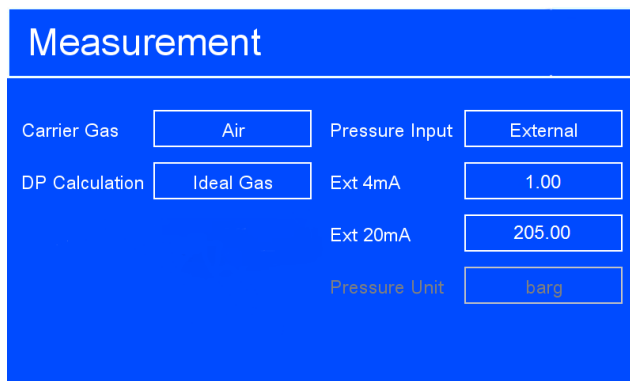 Measurement
Carrier Gas Air Pressure Input External
DP Calculation Ideal Gas Ext 4mA 1.00
Ext 20mA 205.00
Pressure Unit barg